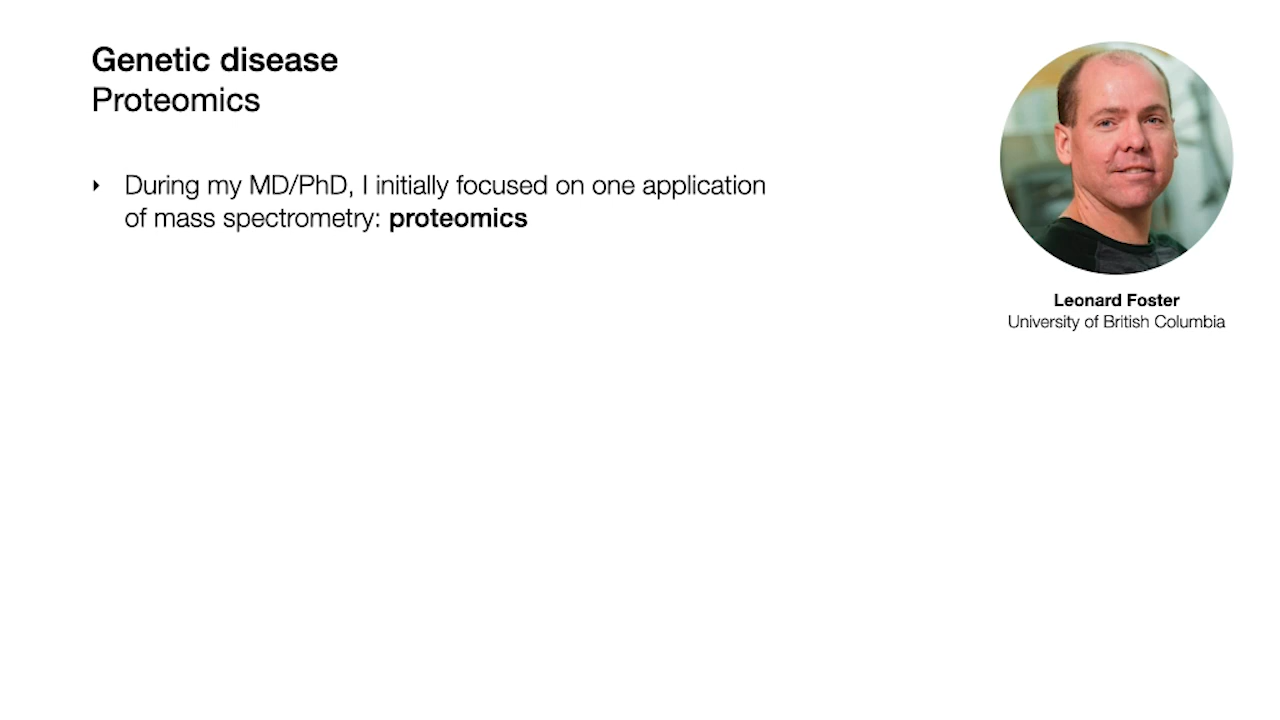 Genetic disease
Proteomics
‣ During my MD/PhD, I initially focused on one application
of mass spectrometry: proteomics
Leonard Foster
University of British Columbia